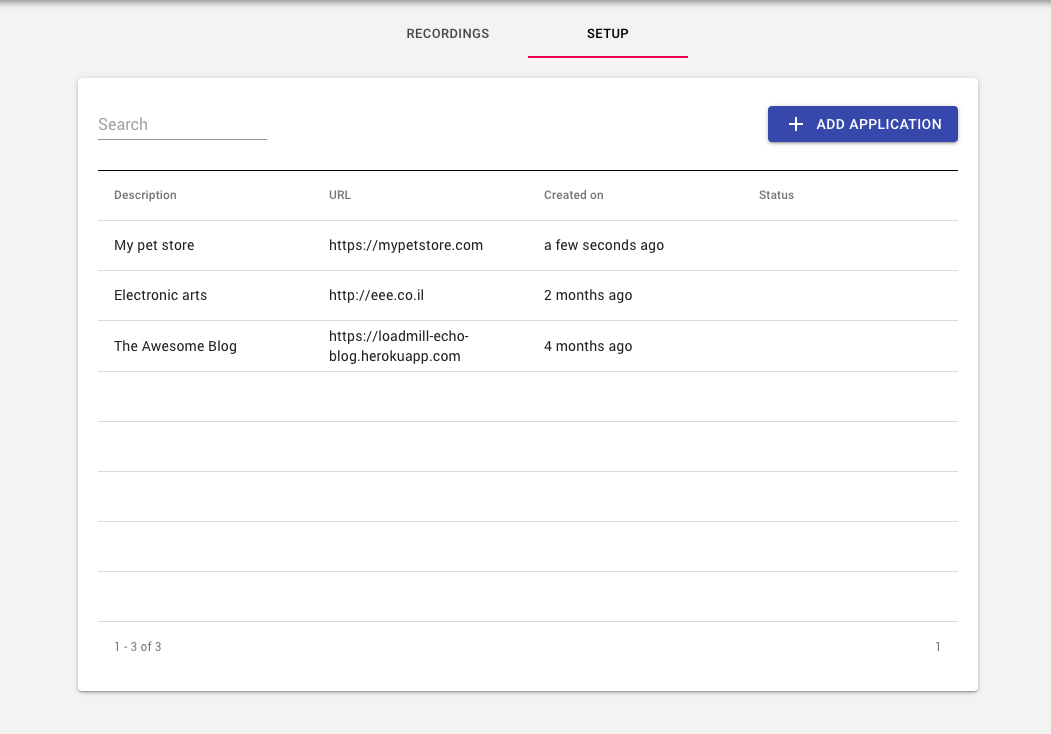 RECORDINGS SETUP
Search
ADD APPLICATION
Description URL Created on Status
My pet store https://mypetstore.com a few seconds ago
Electronic arts http://eee.co.il 2 months ago
The Awesome Blog https://loadmill-echo-
blog.herokuapp.com 4 months ago
1 - 3 of 3 1